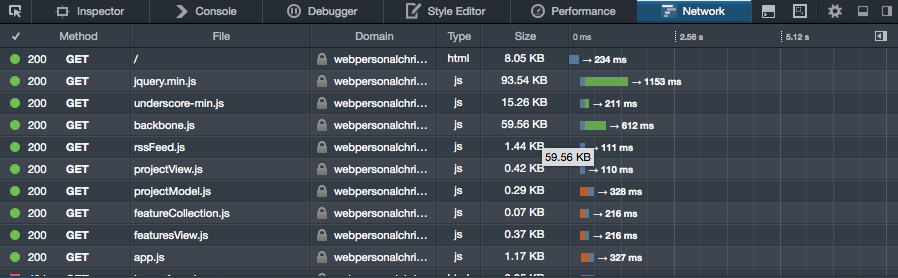 Inspector Console Debugger Style Editor Performance Network
✓ Method File Domain Type Size 0 ms 2.56 s 5.12 s
200 GET / webpersonalchri... html 8.05 KB → 234 ms
200 GET jquery.min.js webpersonalchri... js 93.54 KB → 1153 ms
200 GET underscore-min.js webpersonalchri... js 15.26 KB → 211 ms
200 GET backbone.js webpersonalchri... js 59.56 KB → 612 ms
200 GET rssFeed.js webpersonalchri... js 1.44 KB → 111 ms
59.56 KB
200 GET projectView.js webpersonalchri... js 0.42 KB → 110 ms
200 GET projectModel.js webpersonalchri... js 0.29 KB → 328 ms
200 GET featureCollection.js webpersonalchri... js 0.07 KB → 216 ms
200 GET featuresView.js webpersonalchri... js 0.37 KB → 216 ms
200 GET app.js webpersonalchri... js 1.17 KB → 327 ms